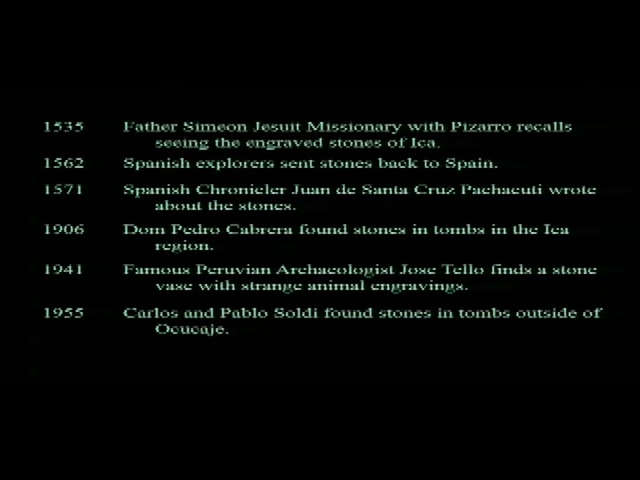 1535 Father Simeon Jesuit Missionary with Pizarro recalls
seeing the engraved stones of Ica.
1562 Spanish explorers sent stones back to Spain.
1571 Spanish Chronicler Juan de Santa Cruz Pachacuti wrote
about the stones.
1906 Dom Pedro Cabrera found stones in tombs in the Ica
region.
1941 Famous Peruvian Archaeologist Jose Tello finds a stone
vase with strange animal engravings.
1955 Carlos and Pablo Soldi found stones in tombs outside of
Ocucaje.